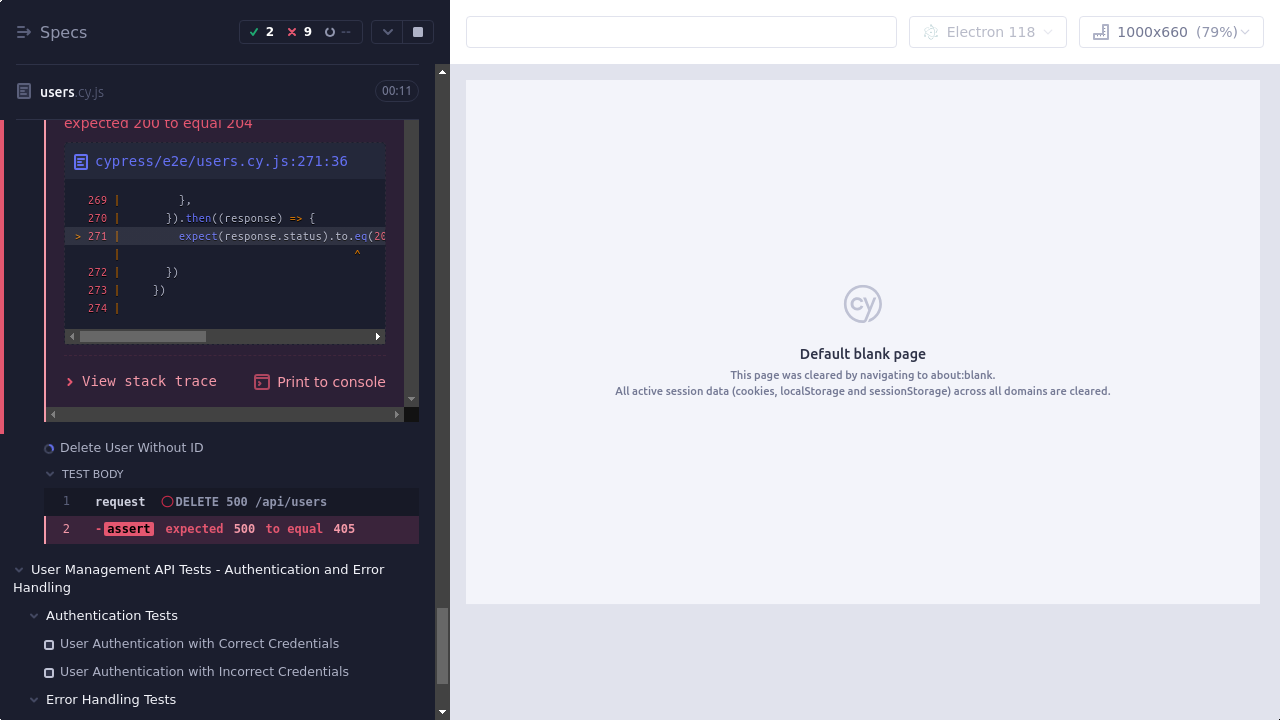 Specs
2
9
--
users.cy.js
00:11
expected 200 to equal 204
cypress/e2e/users.cy.js:271:36
269 | },
270 | }).then((response) => {
> 271 | expect(response.status).to.eq(20
| ^
272 | })
273 | })
274 |
View stack trace
Print to console
Delete User Without ID
TEST BODY
1 request DELETE 500 /api/users
2 -assert expected 500 to equal 405
User Management API Tests - Authentication and Error
Handling
Authentication Tests
User Authentication with Correct Credentials
User Authentication with Incorrect Credentials
Error Handling Tests
Electron 118
1000x660 (79%)
cy
Default blank page
This page was cleared by navigating to about:blank.
All active session data (cookies, localStorage and sessionStorage) across all domains are cleared.